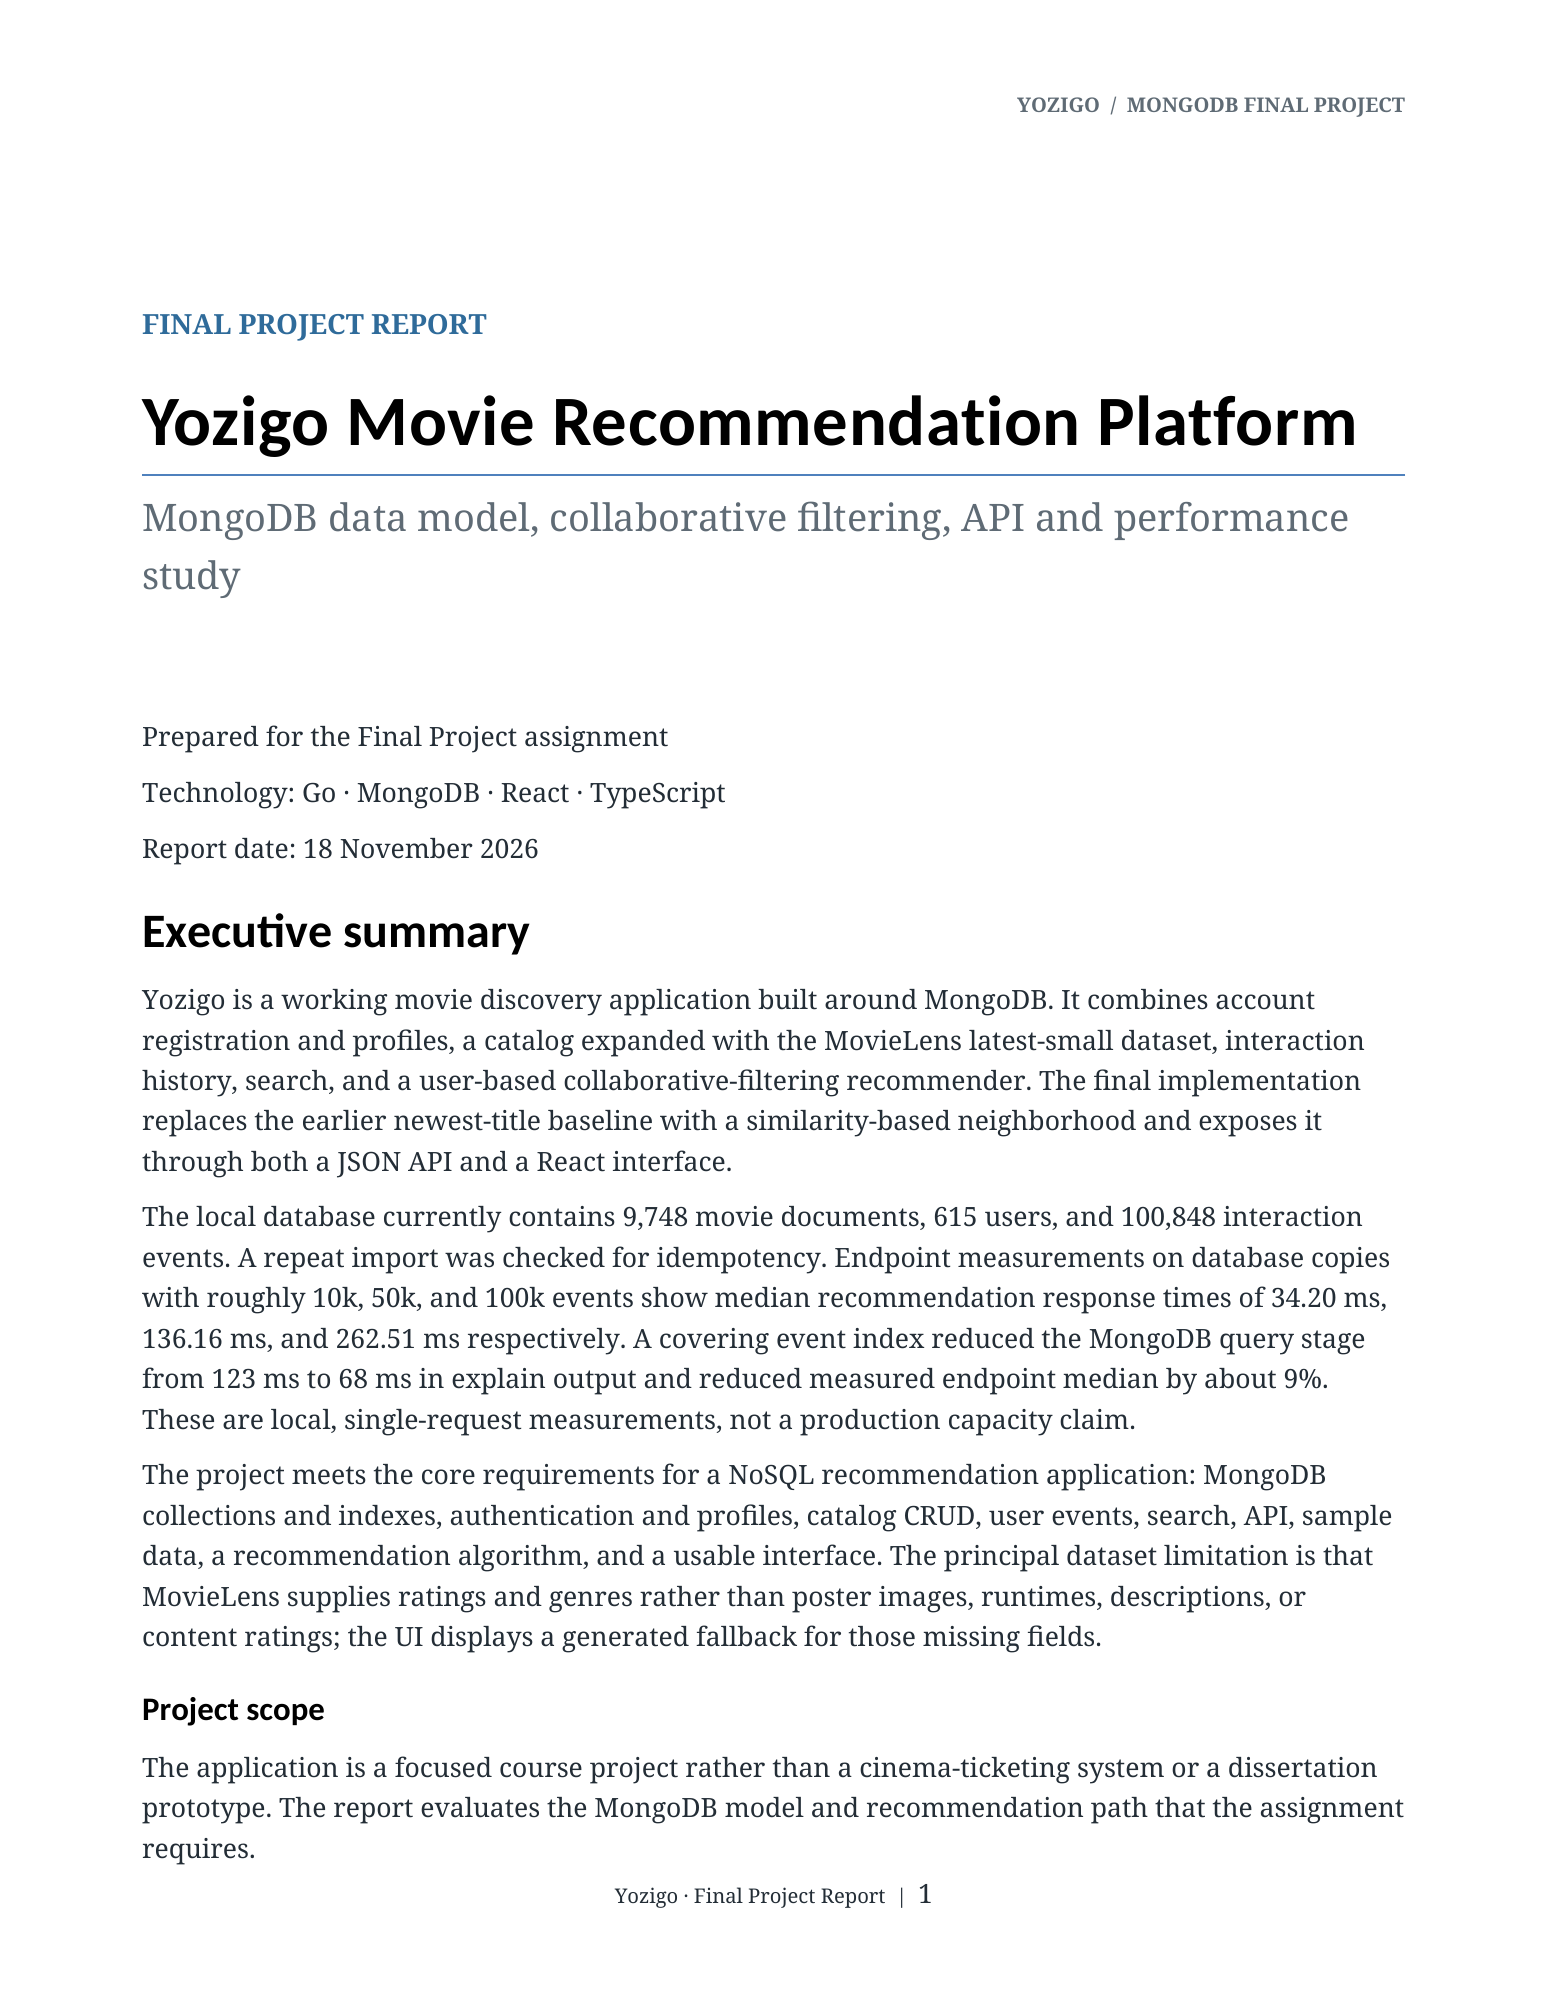 YOZIGO / MONGODB FINAL PROJECT
FINAL PROJECT REPORT
Yozigo Movie Recommendation Platform
MongoDB data model, collaborative filtering, API and performance
study
Prepared for the Final Project assignment
Technology: Go · MongoDB · React · TypeScript
Report date: 18 November 2026
Executive summary
Yozigo is a working movie discovery application built around MongoDB. It combines account
registration and profiles, a catalog expanded with the MovieLens latest-small dataset, interaction
history, search, and a user-based collaborative-filtering recommender. The final implementation
replaces the earlier newest-title baseline with a similarity-based neighborhood and exposes it
through both a JSON API and a React interface.
The local database currently contains 9,748 movie documents, 615 users, and 100,848 interaction
events. A repeat import was checked for idempotency. Endpoint measurements on database copies
with roughly 10k, 50k, and 100k events show median recommendation response times of 34.20 ms,
136.16 ms, and 262.51 ms respectively. A covering event index reduced the MongoDB query stage
from 123 ms to 68 ms in explain output and reduced measured endpoint median by about 9%.
These are local, single-request measurements, not a production capacity claim.
The project meets the core requirements for a NoSQL recommendation application: MongoDB
collections and indexes, authentication and profiles, catalog CRUD, user events, search, API, sample
data, a recommendation algorithm, and a usable interface. The principal dataset limitation is that
MovieLens supplies ratings and genres rather than poster images, runtimes, descriptions, or
content ratings; the UI displays a generated fallback for those missing fields.
Project scope
The application is a focused course project rather than a cinema-ticketing system or a dissertation
prototype. The report evaluates the MongoDB model and recommendation path that the assignment
requires.
Yozigo · Final Project Report | 1